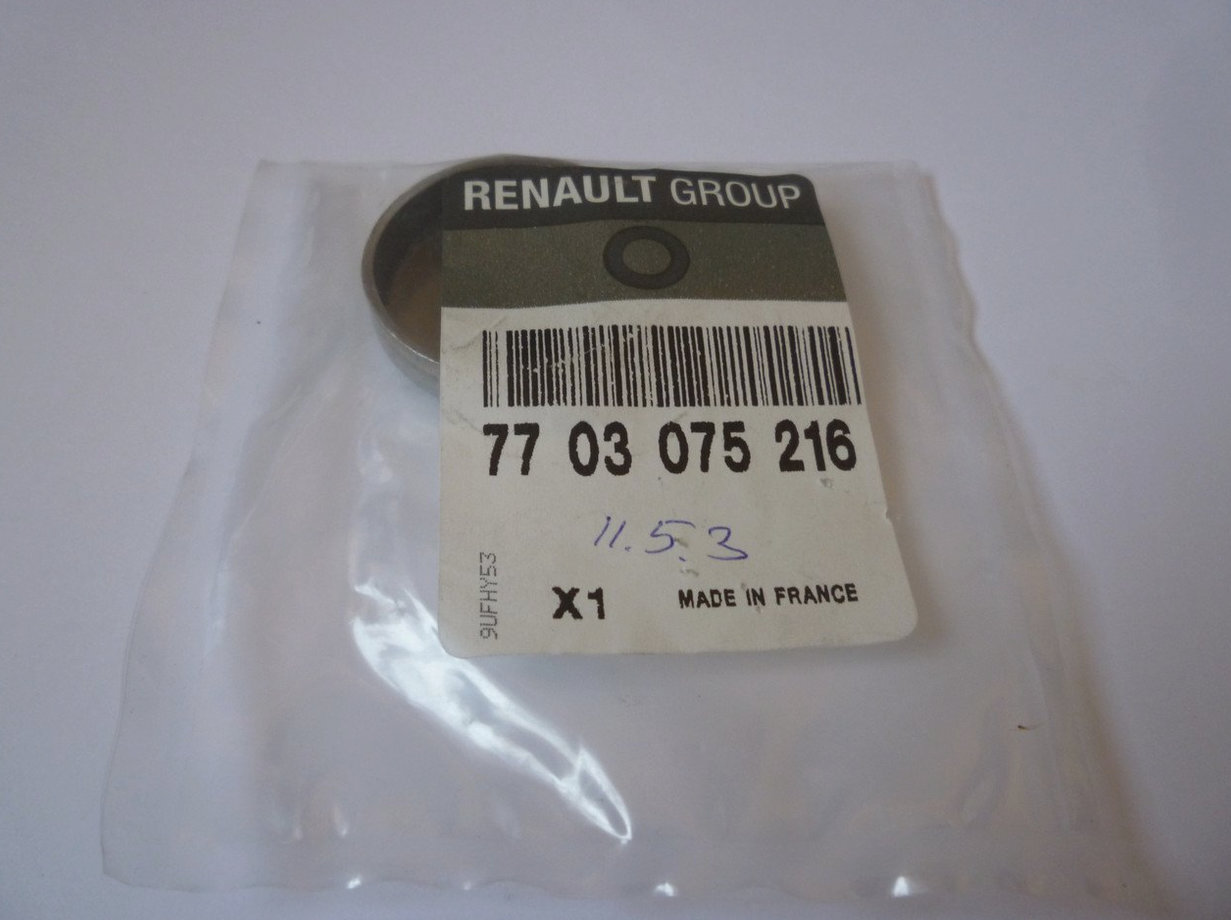 RENAULT GROUP
77 03 075 216
11.5.3
9UFHY53
X1 MADE IN FRANCE